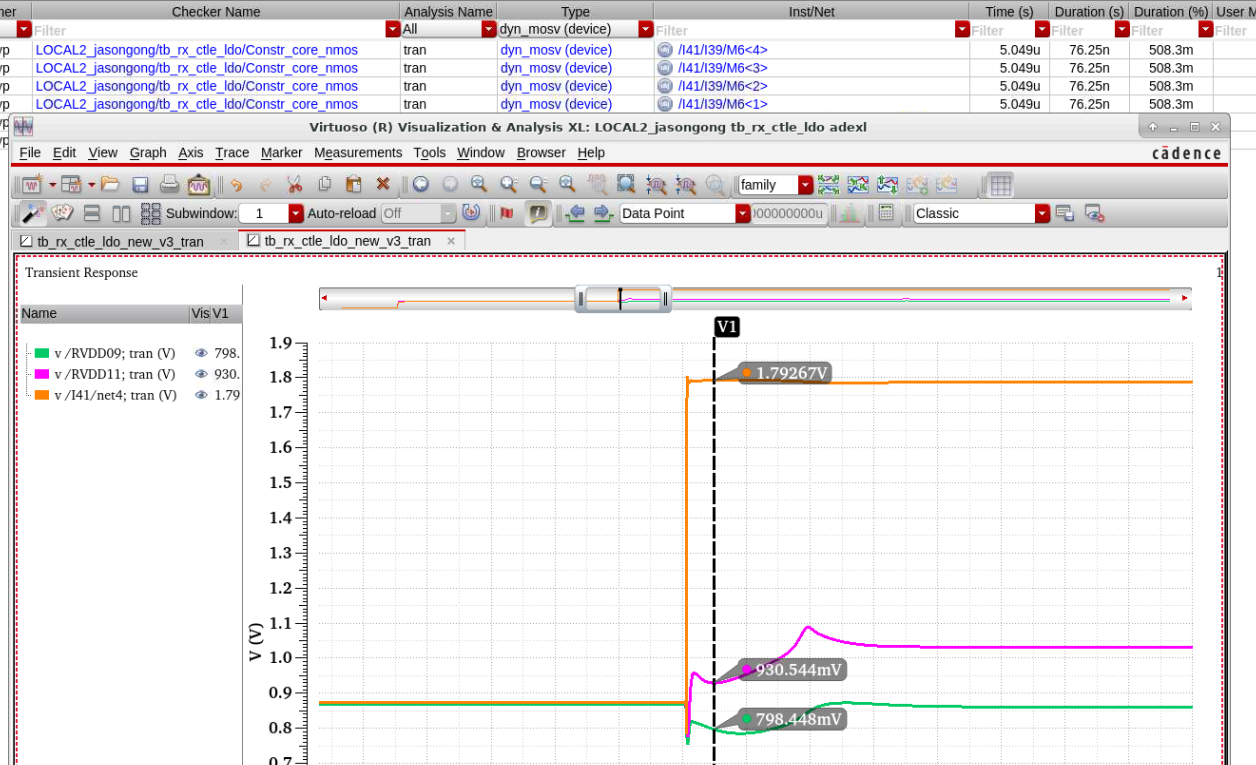 ner Checker Name Analysis Name Type Inst/Net Time (s) Duration (s) Duration (%) User M
Filter All dyn_mosv (device) Filter Filter Filter Filter Filter
yp LOCAL2_jasongong/tb_rx_ctle_ldo/Constr_core_nmos tran dyn_mosv (device) /I41/I39/M6<4> 5.049u 76.25n 508.3m
yp LOCAL2_jasongong/tb_rx_ctle_ldo/Constr_core_nmos tran dyn_mosv (device) /I41/I39/M6<3> 5.049u 76.25n 508.3m
yp LOCAL2_jasongong/tb_rx_ctle_ldo/Constr_core_nmos tran dyn_mosv (device) /I41/I39/M6<2> 5.049u 76.25n 508.3m
yp LOCAL2_jasongong/tb_rx_ctle_ldo/Constr_core_nmos tran dyn_mosv (device) /I41/I39/M6<1> 5.049u 76.25n 508.3m
Virtuoso (R) Visualization & Analysis XL: LOCAL2_jasongong tb_rx_ctle_ldo adexl
File Edit View Graph Axis Trace Marker Measurements Tools Window Browser Help cādence
family
Subwindow: 1 Auto-reload Off Data Point 00000000u Classic
tb_rx_ctle_ldo_new_v3_tran tb_rx_ctle_ldo_new_v3_tran
Transient Response 1
Name Vis V1
v /RVDD09; tran (V) 798.
v /RVDD11; tran (V) 930.
v /I41/net4; tran (V) 1.79
V1
1.9
1.8
1.7
1.6
1.5
1.4
1.3
1.2
1.1
1.0
0.9
0.8
0.7
V (V)
1.79267V
930.544mV
798.448mV